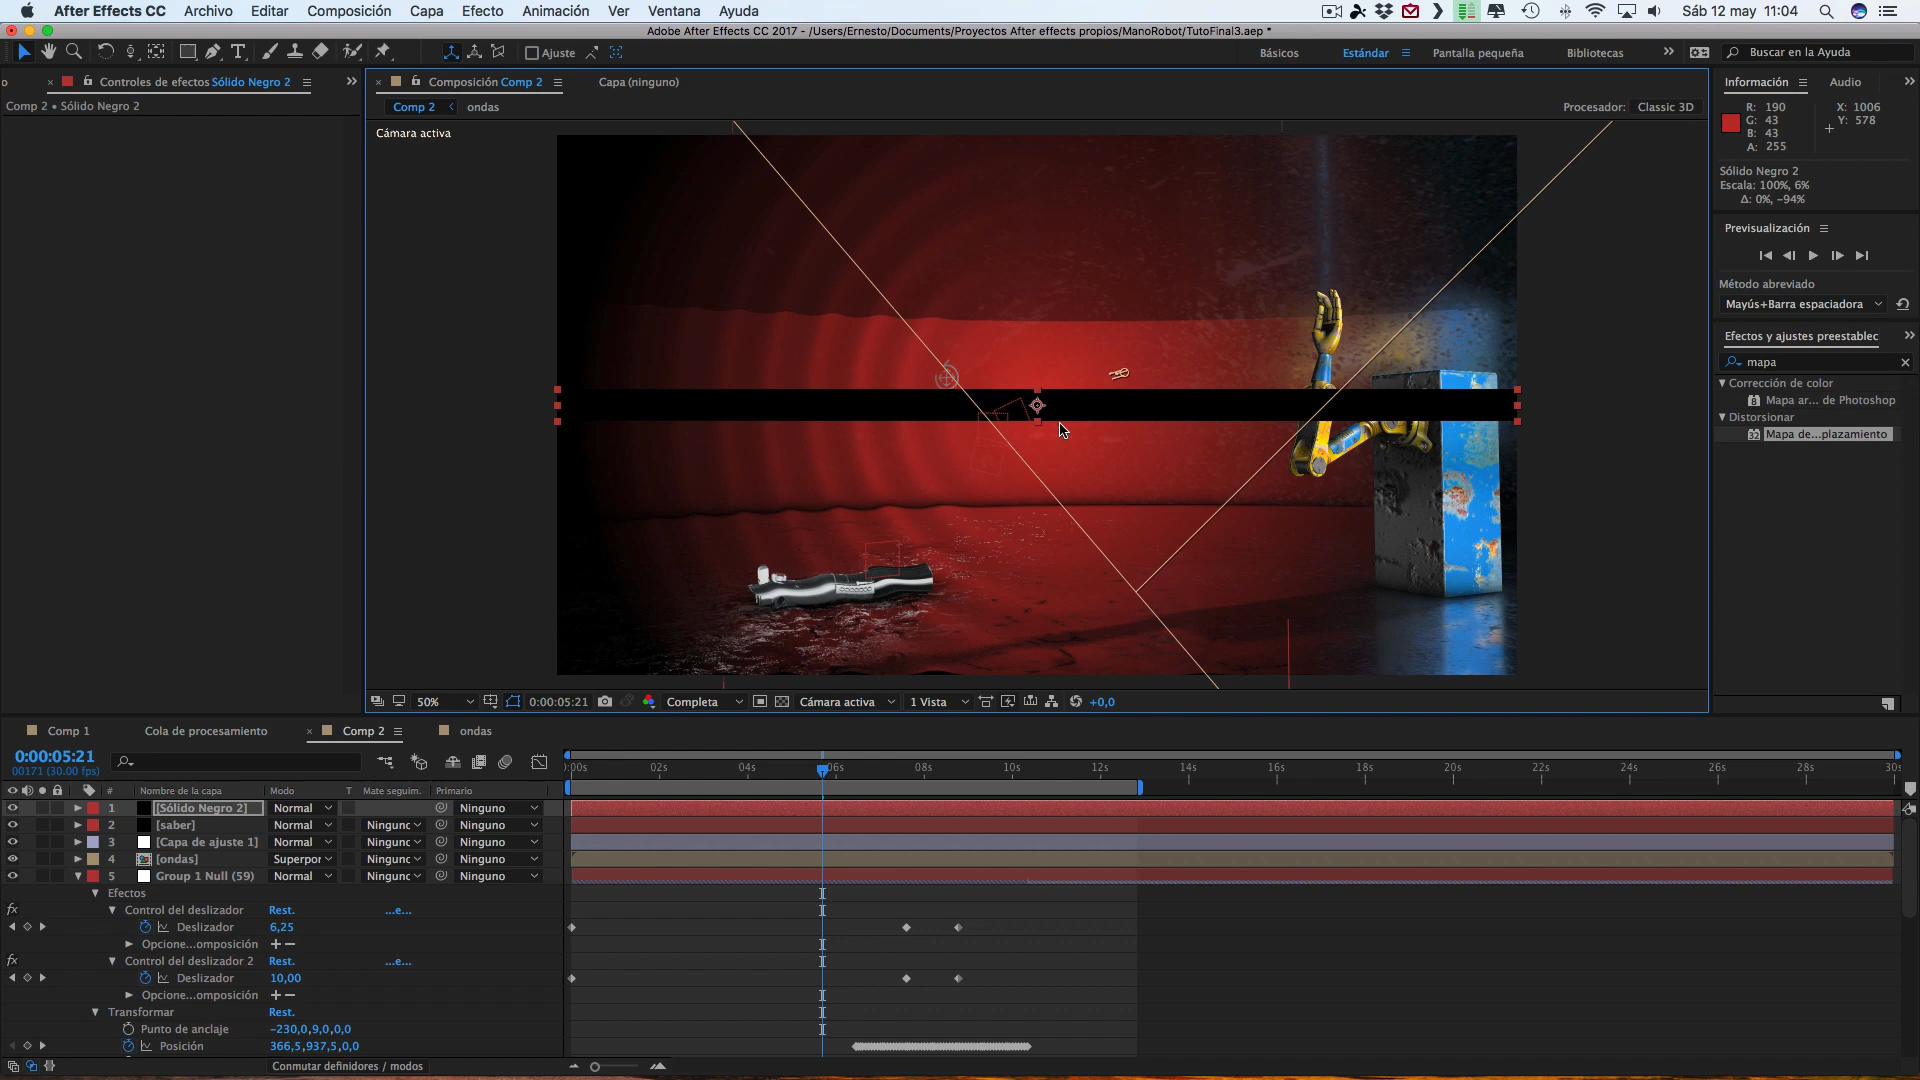 After Effects CC Archivo Editar Composición Capa Efecto Animación Ver Ventana Ayuda Sáb 12 may 11:04
Adobe After Effects CC 2017 - /Users/Ernesto/Documents/Proyectos After effects propios/ManoRobot/TutoFinal3.aep *
Ajuste Básicos Estándar Pantalla pequeña Bibliotecas Buscar en la Ayuda
o Controles de efectos Sólido Negro 2
Comp 2 • Sólido Negro 2
Composición Comp 2 Capa (ninguno)
Comp 2 ondas Procesador: Classic 3D
Cámara activa
Información Audio
R: 190 X: 1006
G: 43 Y: 578
B: 43
A: 255
Sólido Negro 2
Escala: 100%, 6%
Δ: 0%, -94%
Previsualización
Método abreviado
Mayús+Barra espaciadora
Efectos y ajustes preestablec
mapa
Corrección de color
Mapa ar... de Photoshop
Distorsionar
32 Mapa de...plazamiento
50% 0:00:05:21 Completa Cámara activa 1 Vista +0,0
Comp 1 Cola de procesamiento Comp 2 ondas
0:00:05:21
00171 (30.00 fps)
):00s 02s 04s 06s 08s 10s 12s 14s 16s 18s 20s 22s 24s 26s 28s 30s
# Nombre de la capa Modo T Mate seguim. Primario
1 [Sólido Negro 2] Normal Ninguno
2 [saber] Normal Ningunc Ninguno
3 [Capa de ajuste 1] Normal Ningunc Ninguno
4 [ondas] Superpor Ningunc Ninguno
5 Group 1 Null (59) Normal Ningunc Ninguno
Efectos
fx Control del deslizador Rest. ...e...
Deslizador 6,25
Opcione...omposición + −
fx Control del deslizador 2 Rest. ...e...
Deslizador 10,00
Opcione...omposición + −
Transformar Rest.
Punto de anclaje -230,0,9,0,0,0
Posición 366,5,937,5,0,0
Conmutar definidores / modos